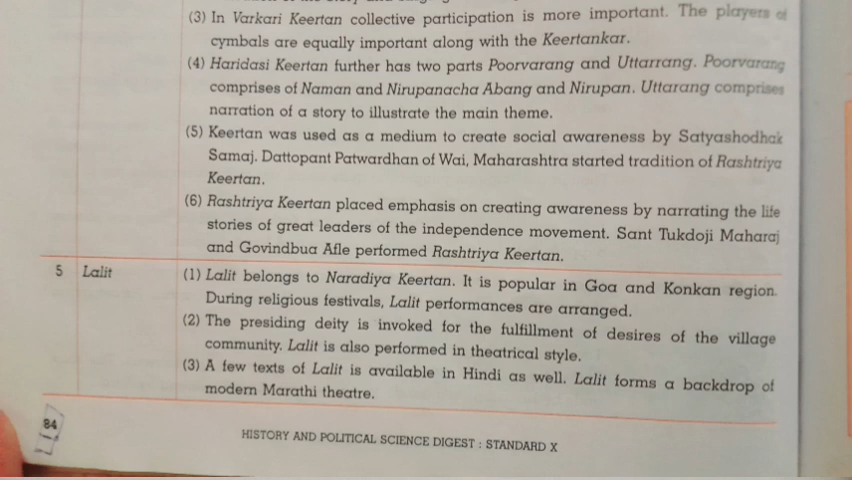 (3) In Varkari Keertan collective participation is more important. The players of
cymbals are equally important along with the Keertankar.
(4) Haridasi Keertan further has two parts Poorvarang and Uttarrang. Poorvarang
comprises of Naman and Nirupanacha Abang and Nirupan. Uttarang comprises
narration of a story to illustrate the main theme.
(5) Keertan was used as a medium to create social awareness by Satyashodhak
Samaj. Dattopant Patwardhan of Wai, Maharashtra started tradition of Rashtriya
Keertan.
(6) Rashtriya Keertan placed emphasis on creating awareness by narrating the life
stories of great leaders of the independence movement. Sant Tukdoji Maharaj
and Govindbua Afle performed Rashtriya Keertan.
5 Lalit (1) Lalit belongs to Naradiya Keertan. It is popular in Goa and Konkan region.
During religious festivals, Lalit performances are arranged.
(2) The presiding deity is invoked for the fulfillment of desires of the village
community. Lalit is also performed in theatrical style.
(3) A few texts of Lalit is available in Hindi as well. Lalit forms a backdrop of
modern Marathi theatre.
84
HISTORY AND POLITICAL SCIENCE DIGEST : STANDARD X